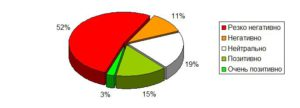 52%
11%
19%
15%
3%
Резко негативно
Негативно
Нейтрально
Позитивно
Очень позитивно